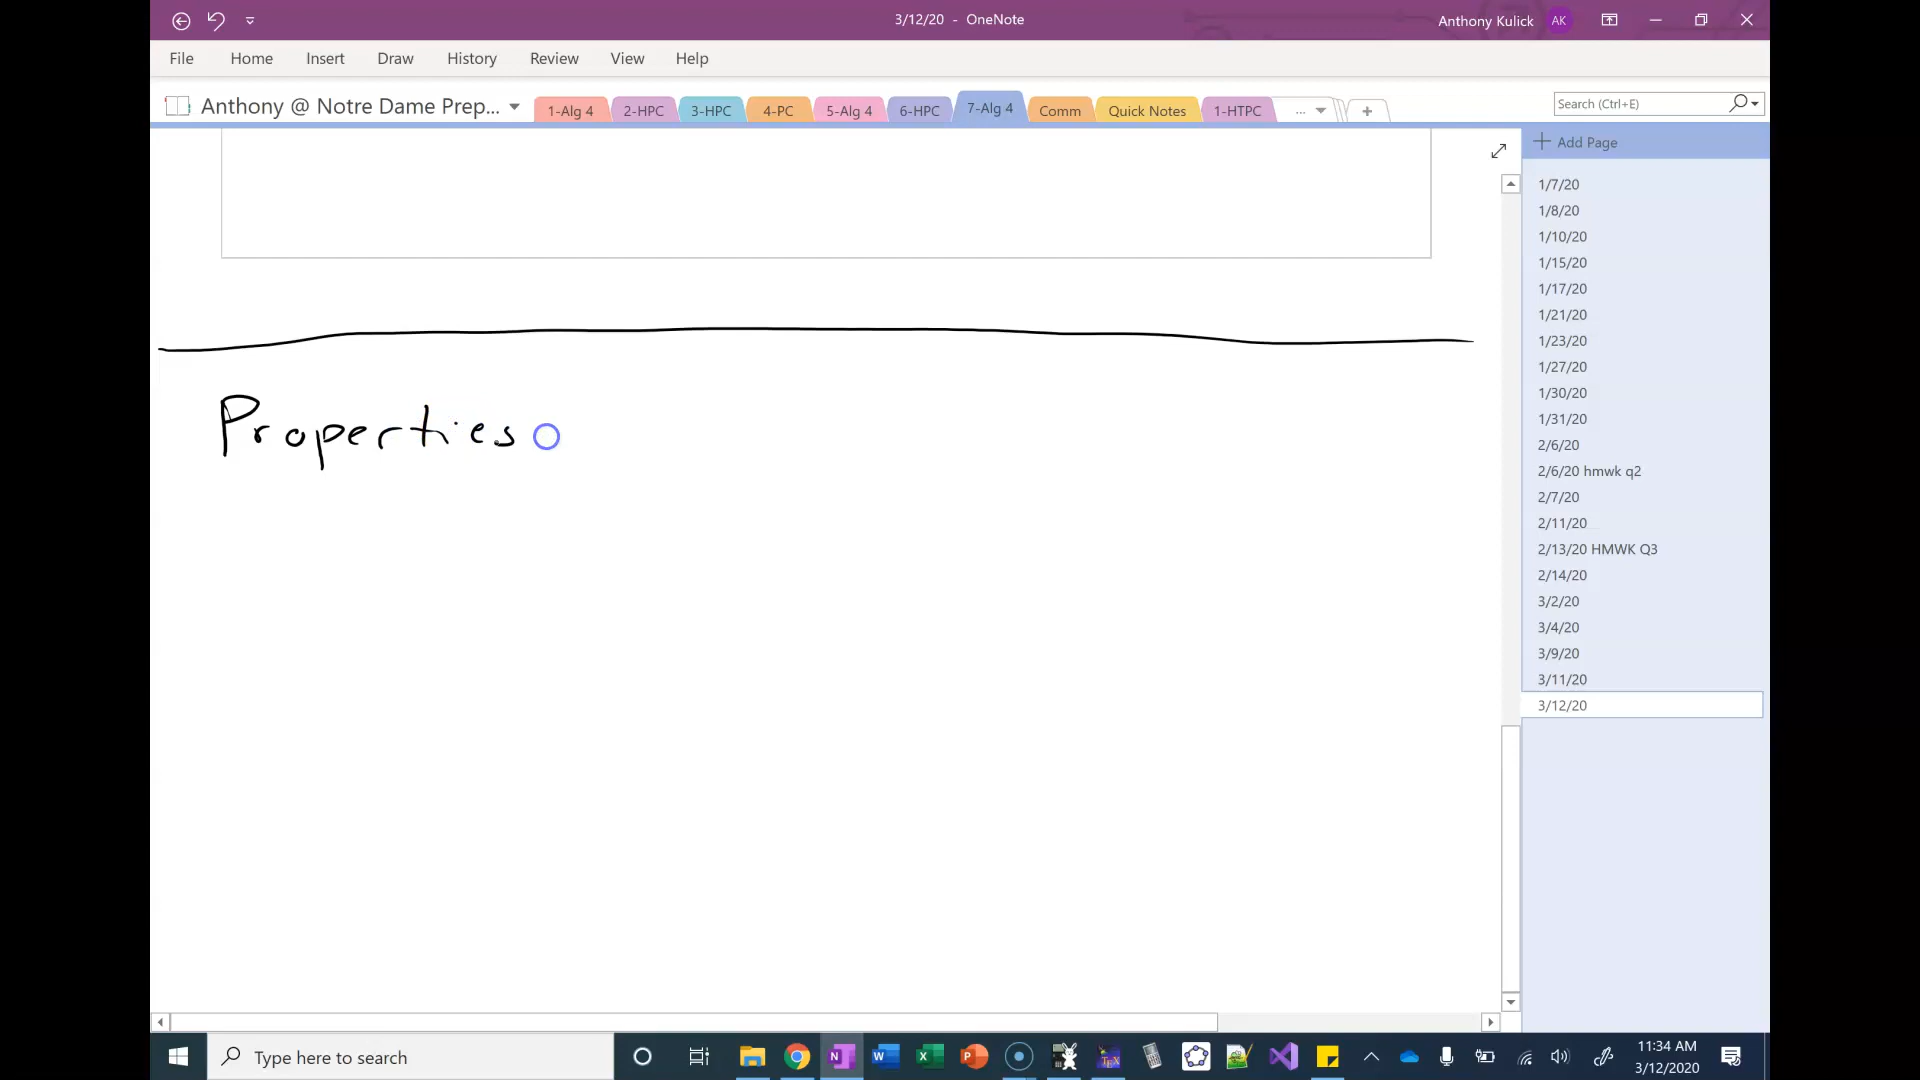 3/12/20 - OneNote
Anthony Kulick AK
File Home Insert Draw History Review View Help
Anthony @ Notre Dame Prep... 1-Alg 4 2-HPC 3-HPC 4-PC 5-Alg 4 6-HPC 7-Alg 4 Comm Quick Notes 1-HTPC ... +
Search (Ctrl+E)
Add Page
1/7/20
1/8/20
1/10/20
1/15/20
1/17/20
1/21/20
1/23/20
1/27/20
1/30/20
1/31/20
2/6/20
2/6/20 hmwk q2
2/7/20
2/11/20
2/13/20 HMWK Q3
2/14/20
3/2/20
3/4/20
3/9/20
3/11/20
3/12/20
Properties
Type here to search
11:34 AM
3/12/2020